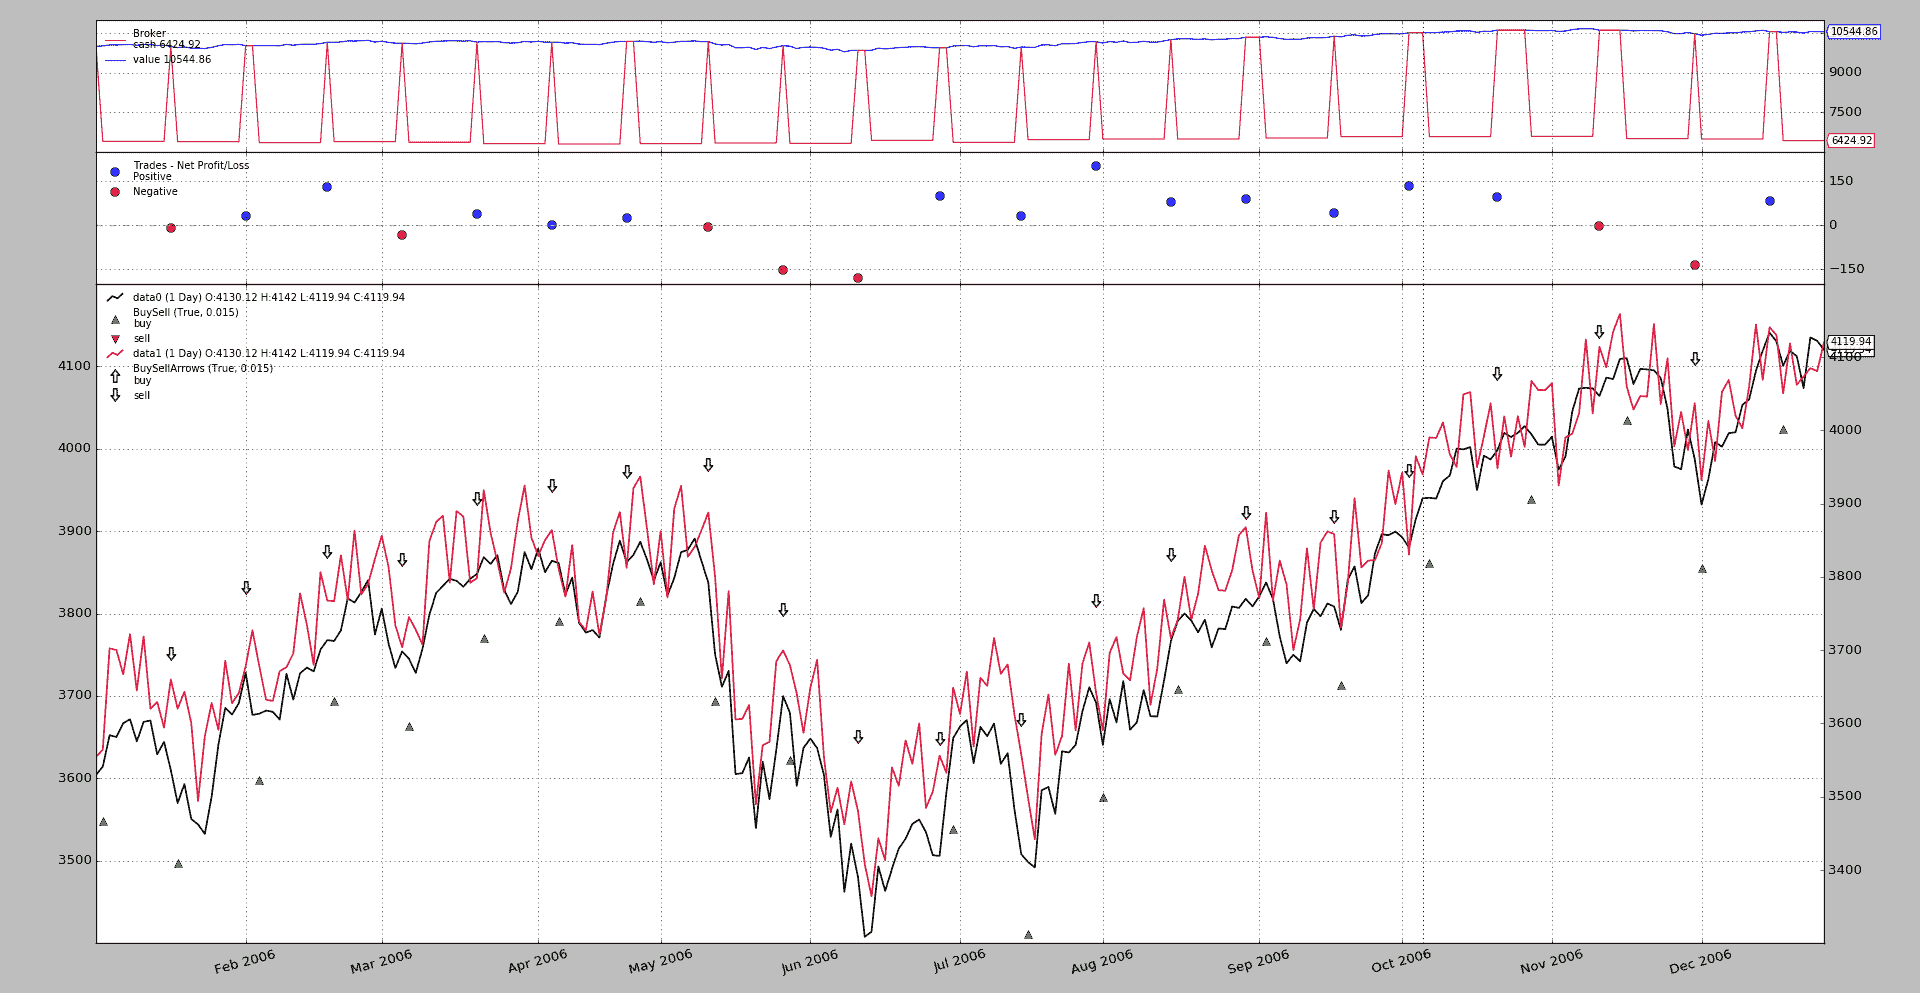 Broker
cash 6424.92
value 10544.86
10544.86
9000
7500
6424.92
Trades - Net Profit/Loss
Positive
Negative
150
0
−150
data0 (1 Day) O:4130.12 H:4142 L:4119.94 C:4119.94
BuySell (True, 0.015)
buy
sell
data1 (1 Day) O:4130.12 H:4142 L:4119.94 C:4119.94
BuySellArrows (True, 0.015)
buy
sell
4100
4000
3900
3800
3700
3600
3500
4119.94
4100
4000
3900
3800
3700
3600
3500
3400
Feb 2006
Mar 2006
Apr 2006
May 2006
Jun 2006
Jul 2006
Aug 2006
Sep 2006
Oct 2006
Nov 2006
Dec 2006